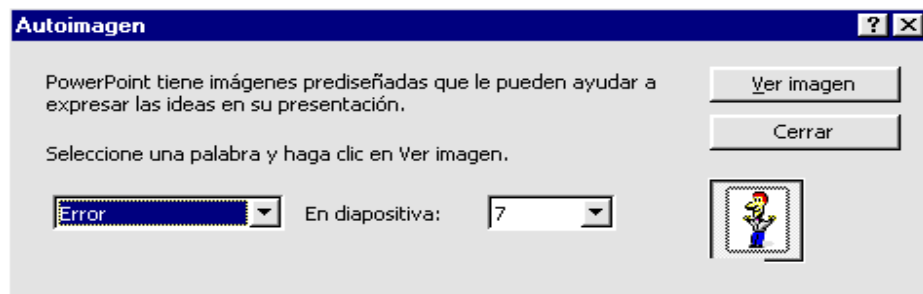 Autoimagen
PowerPoint tiene imágenes prediseñadas que le pueden ayudar a
expresar las ideas en su presentación.
Seleccione una palabra y haga clic en Ver imagen.
Error En diapositiva: 7
Ver imagen
Cerrar